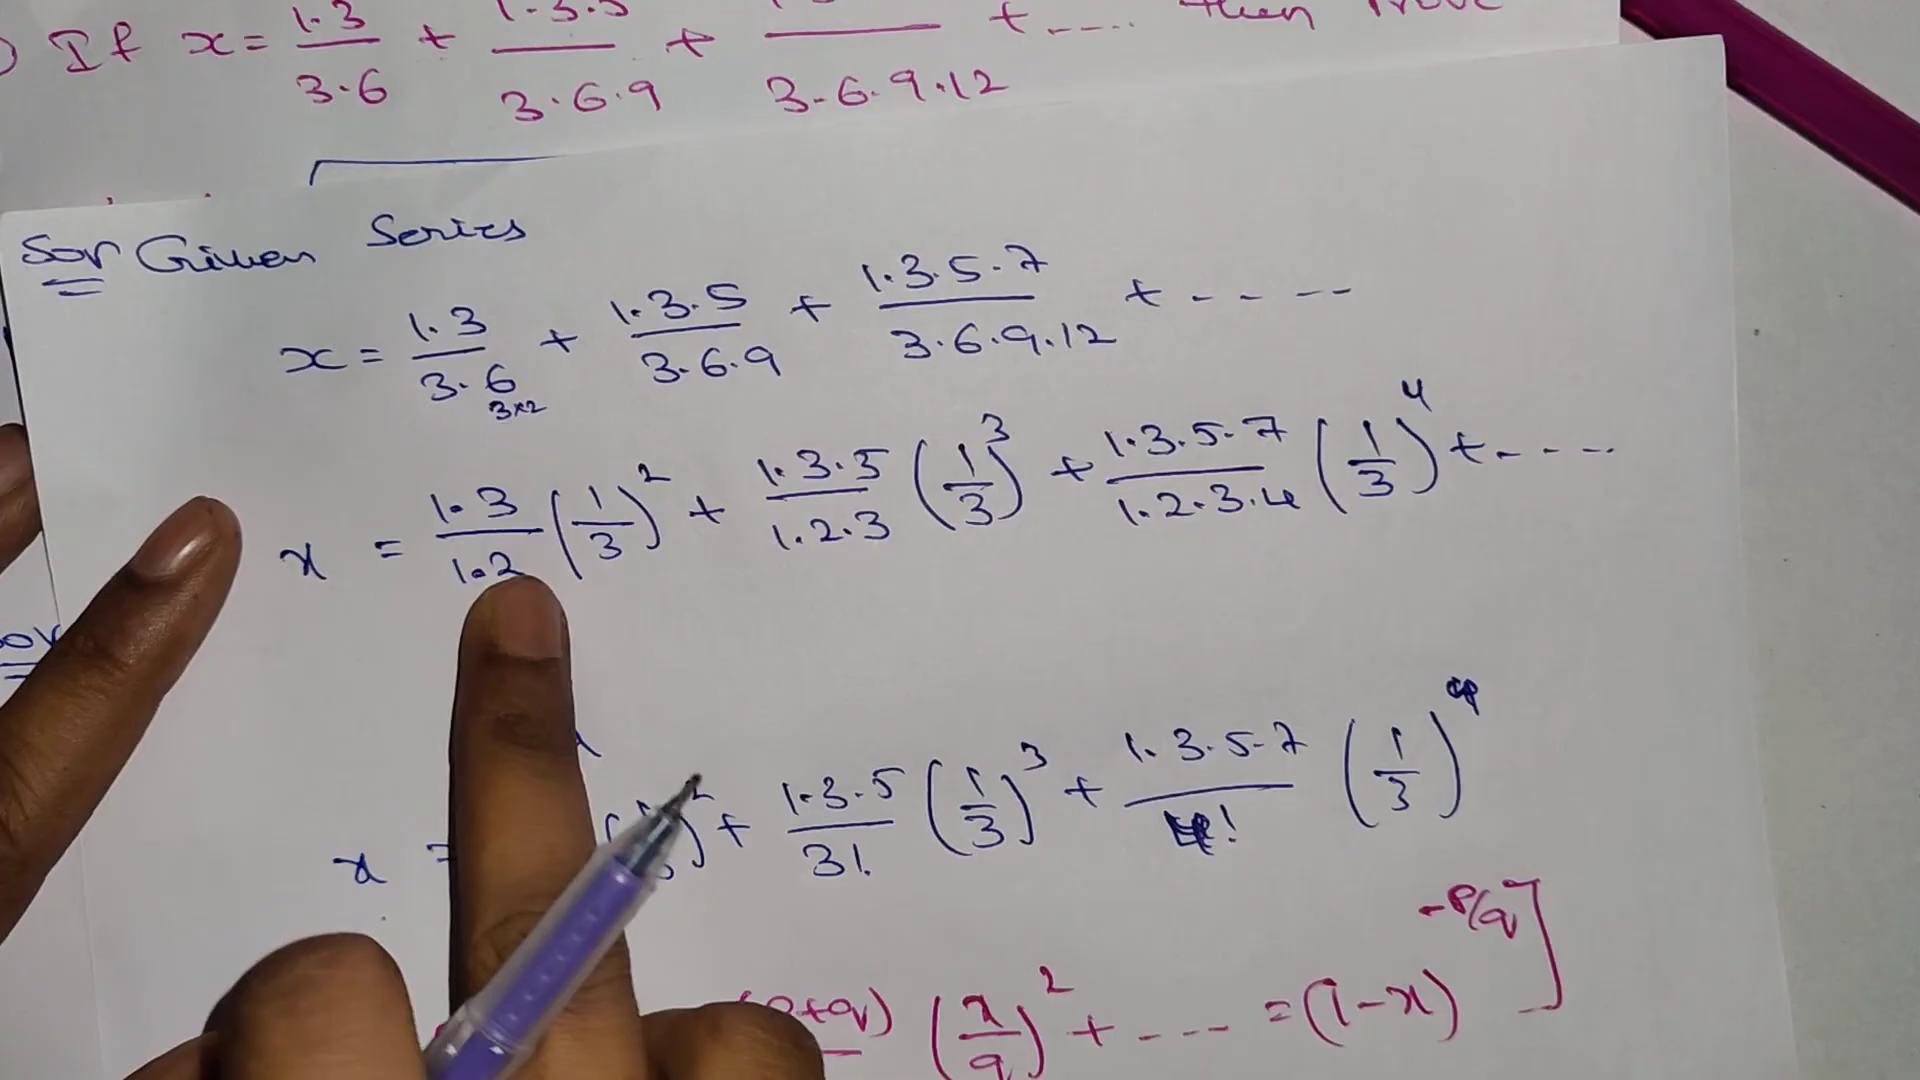 ) If x = 1.3/3.6 + 1.3.5/3.6.9 + /3.6.9.12 + .... then prove
Sol Given Series
x = 1.3/3.6 + 1.3.5/3.6.9 + 1.3.5.7/3.6.9.12 + ----
3×2
x = 1.3/1.2 (1/3)^2 + 1.3.5/1.2.3 (1/3)^3 + 1.3.5.7/1.2.3.4 (1/3)^4 + ----
x = + 1.3.5/3! (1/3)^3 + 1.3.5.7/4! (1/3)^4
(p+q) (x/q)^2 + ---- = (1-x)^-p/q ]